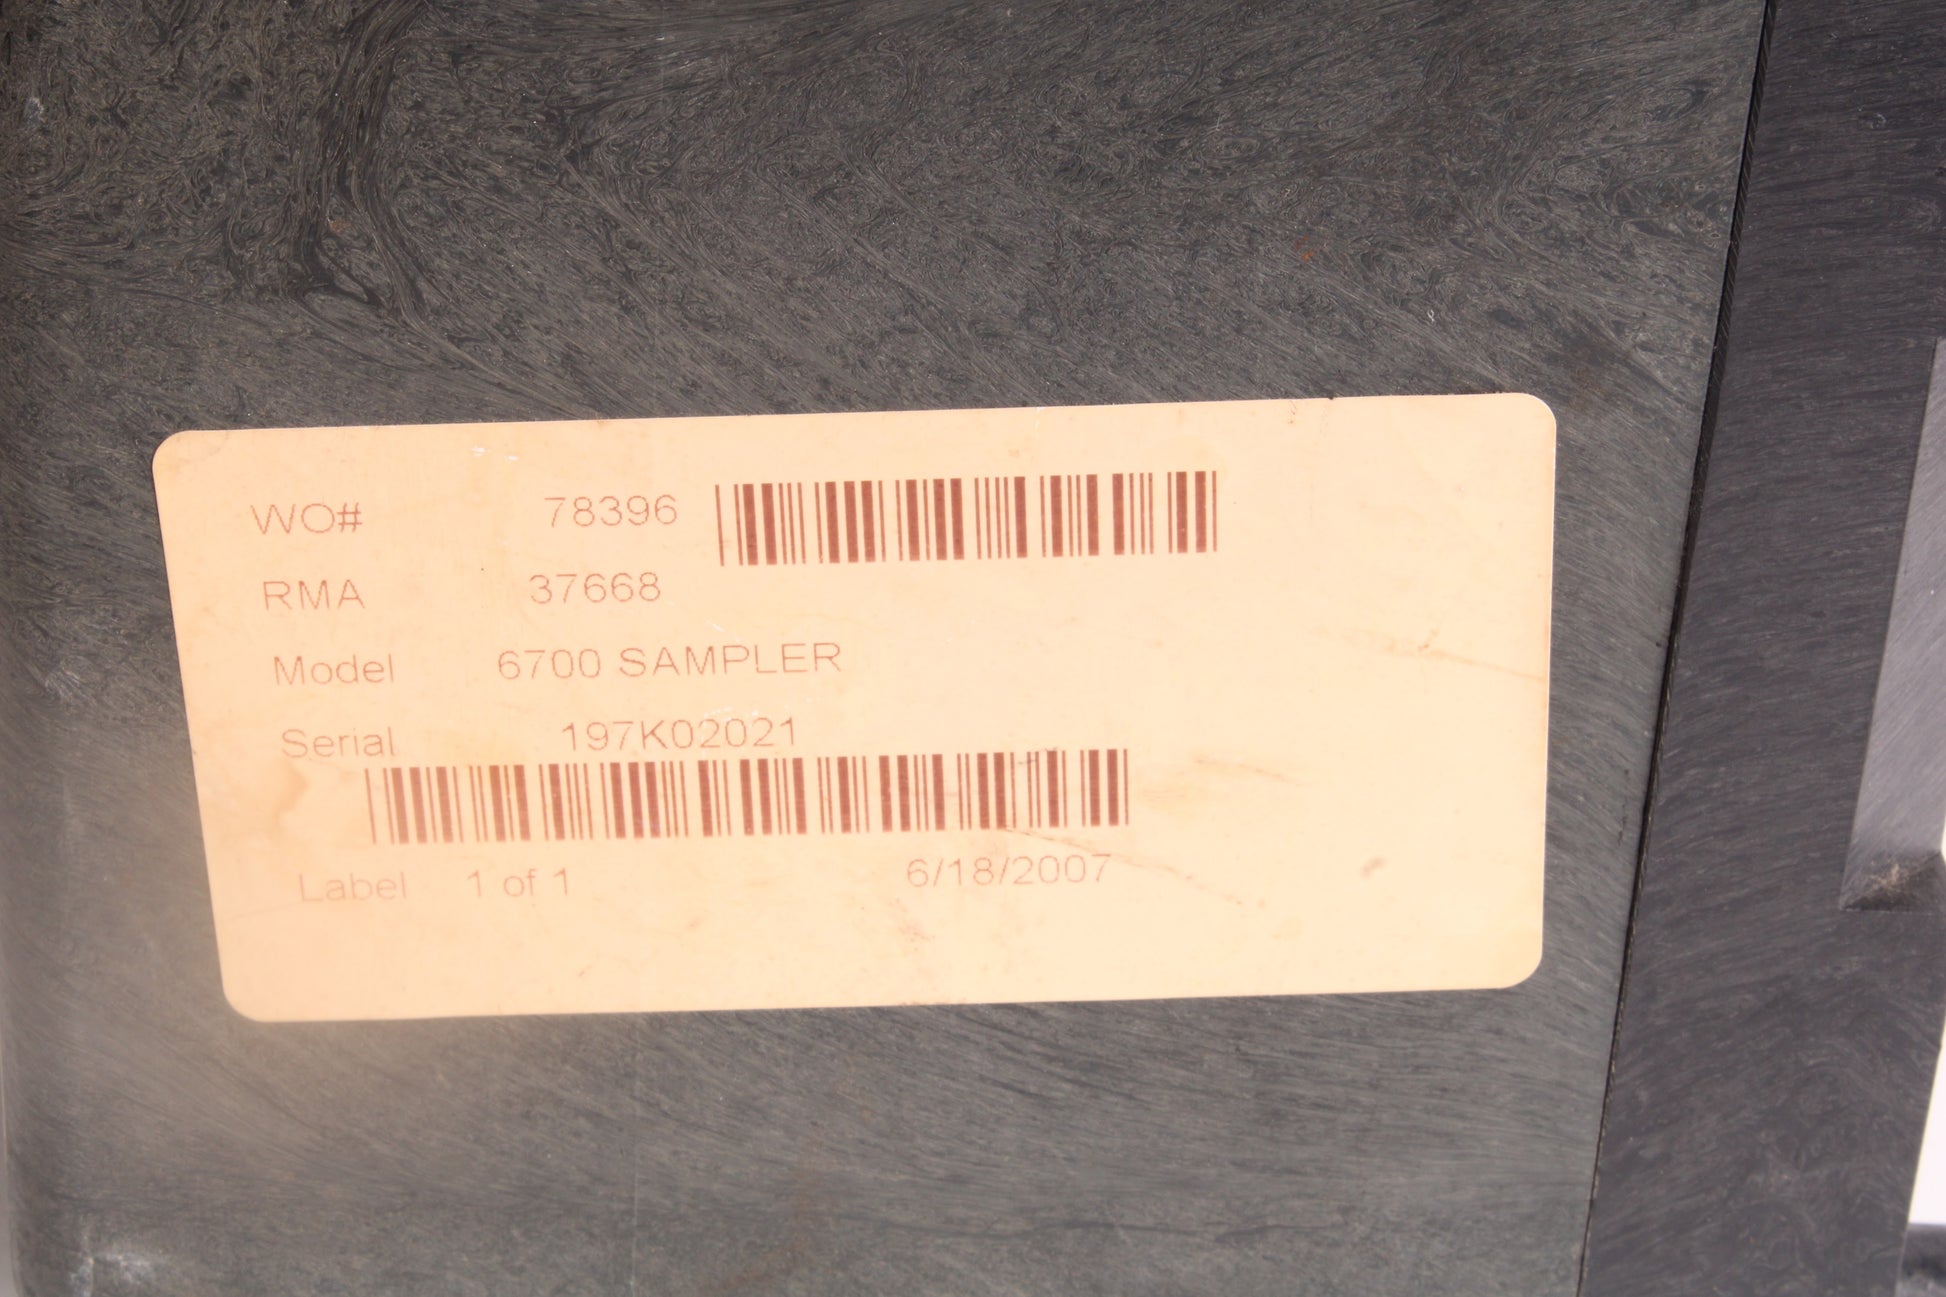 WO# 78396
RMA 37668
Model 6700 SAMPLER
Serial 197K02021
Label 1 of 1 6/18/2007